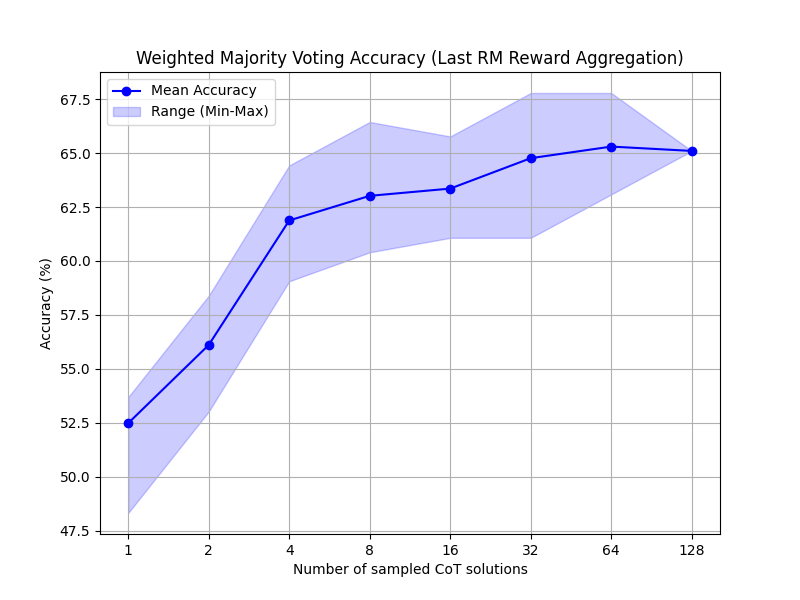 Weighted Majority Voting Accuracy (Last RM Reward Aggregation)
Mean Accuracy
Range (Min-Max)
67.5
65.0
62.5
60.0
57.5
55.0
52.5
50.0
47.5
Accuracy (%)
1 2 4 8 16 32 64 128
Number of sampled CoT solutions